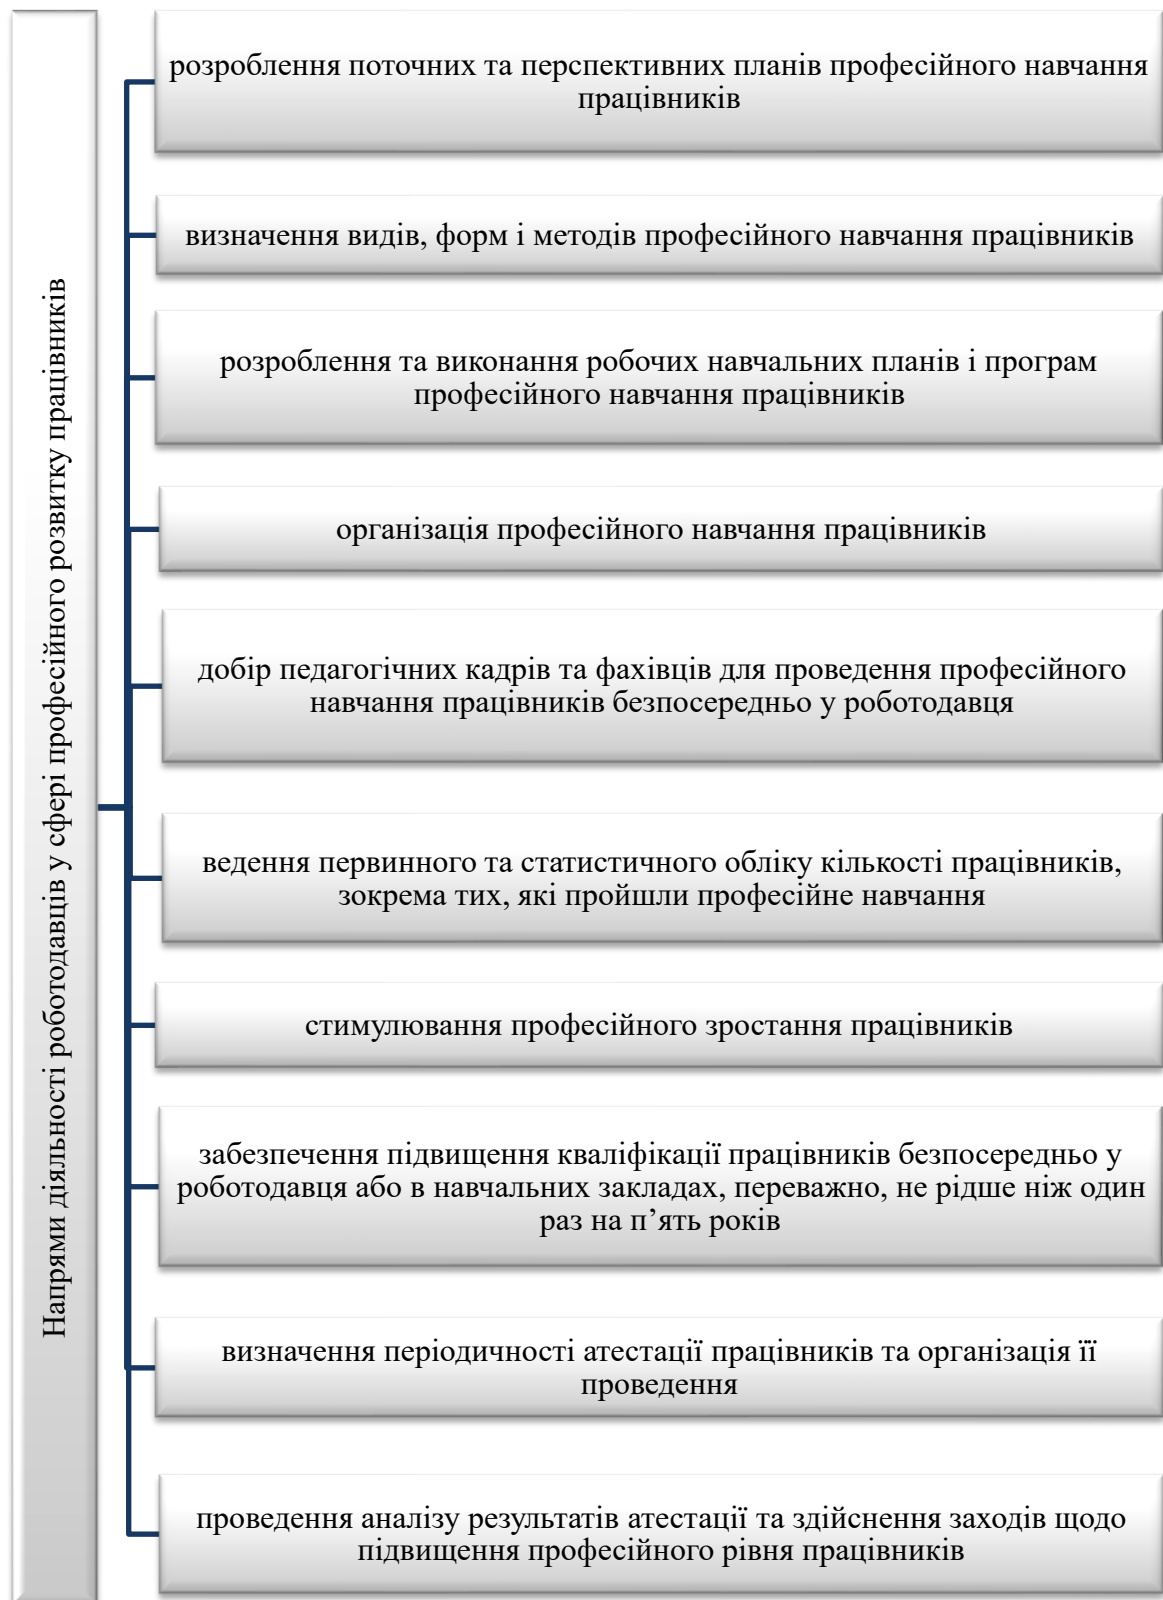 Напрями діяльності роботодавців у сфері професійного розвитку працівників
розроблення поточних та перспективних планів професійного навчання
працівників
визначення видів, форм і методів професійного навчання працівників
розроблення та виконання робочих навчальних планів і програм
професійного навчання працівників
організація професійного навчання працівників
добір педагогічних кадрів та фахівців для проведення професійного
навчання працівників безпосередньо у роботодавця
ведення первинного та статистичного обліку кількості працівників,
зокрема тих, які пройшли професійне навчання
стимулювання професійного зростання працівників
забезпечення підвищення кваліфікації працівників безпосередньо у
роботодавця або в навчальних закладах, переважно, не рідше ніж один
раз на п’ять років
визначення періодичності атестації працівників та організація її
проведення
проведення аналізу результатів атестації та здійснення заходів щодо
підвищення професійного рівня працівників